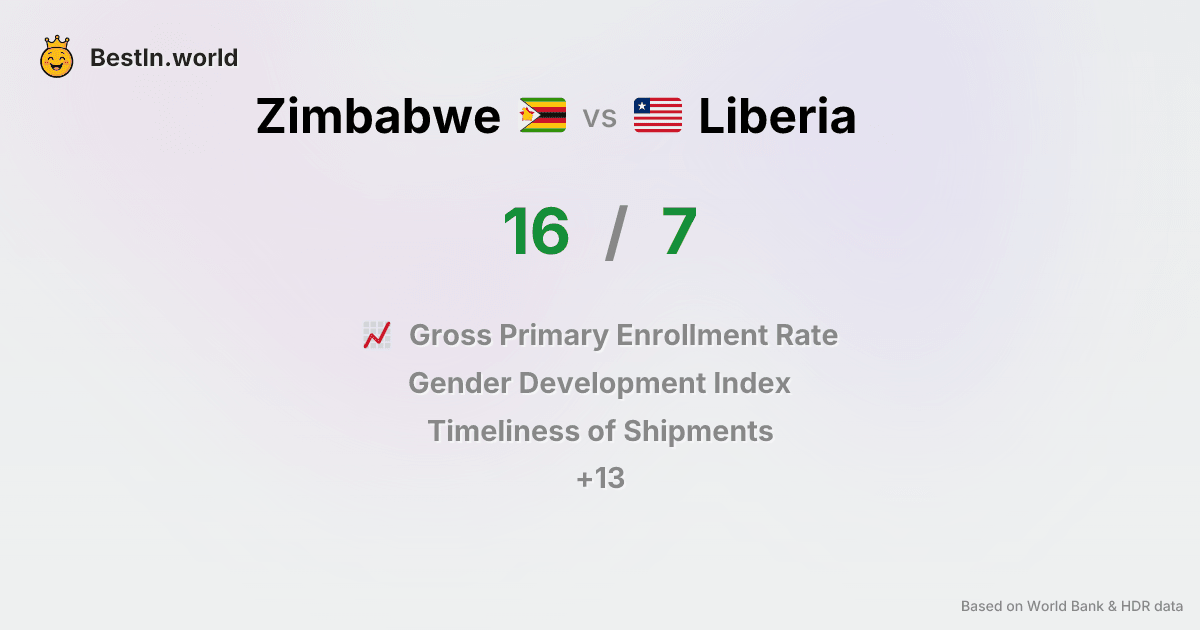 BestIn.world
Zimbabwe vs Liberia
16 / 7
Gross Primary Enrollment Rate
Gender Development Index
Timeliness of Shipments
+13
Based on World Bank & HDR data